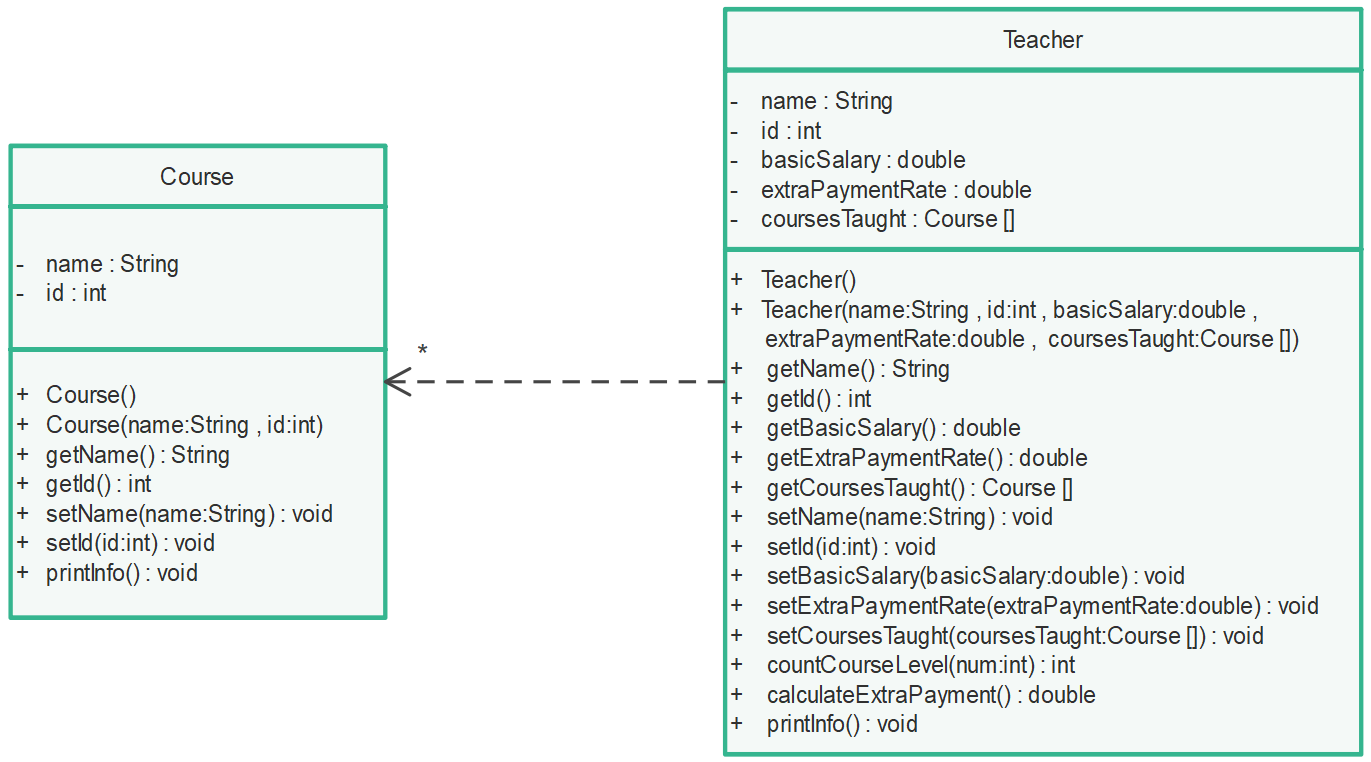 Course
- name : String
- id : int
+ Course()
+ Course(name:String , id:int)
+ getName() : String
+ getId() : int
+ setName(name:String) : void
+ setId(id:int) : void
+ printInfo() : void
*
Teacher
- name : String
- id : int
- basicSalary : double
- extraPaymentRate : double
- coursesTaught : Course []
+ Teacher()
+ Teacher(name:String , id:int , basicSalary:double ,
extraPaymentRate:double , coursesTaught:Course [])
+ getName() : String
+ getId() : int
+ getBasicSalary() : double
+ getExtraPaymentRate() : double
+ getCoursesTaught() : Course []
+ setName(name:String) : void
+ setId(id:int) : void
+ setBasicSalary(basicSalary:double) : void
+ setExtraPaymentRate(extraPaymentRate:double) : void
+ setCoursesTaught(coursesTaught:Course []) : void
+ countCourseLevel(num:int) : int
+ calculateExtraPayment() : double
+ printInfo() : void